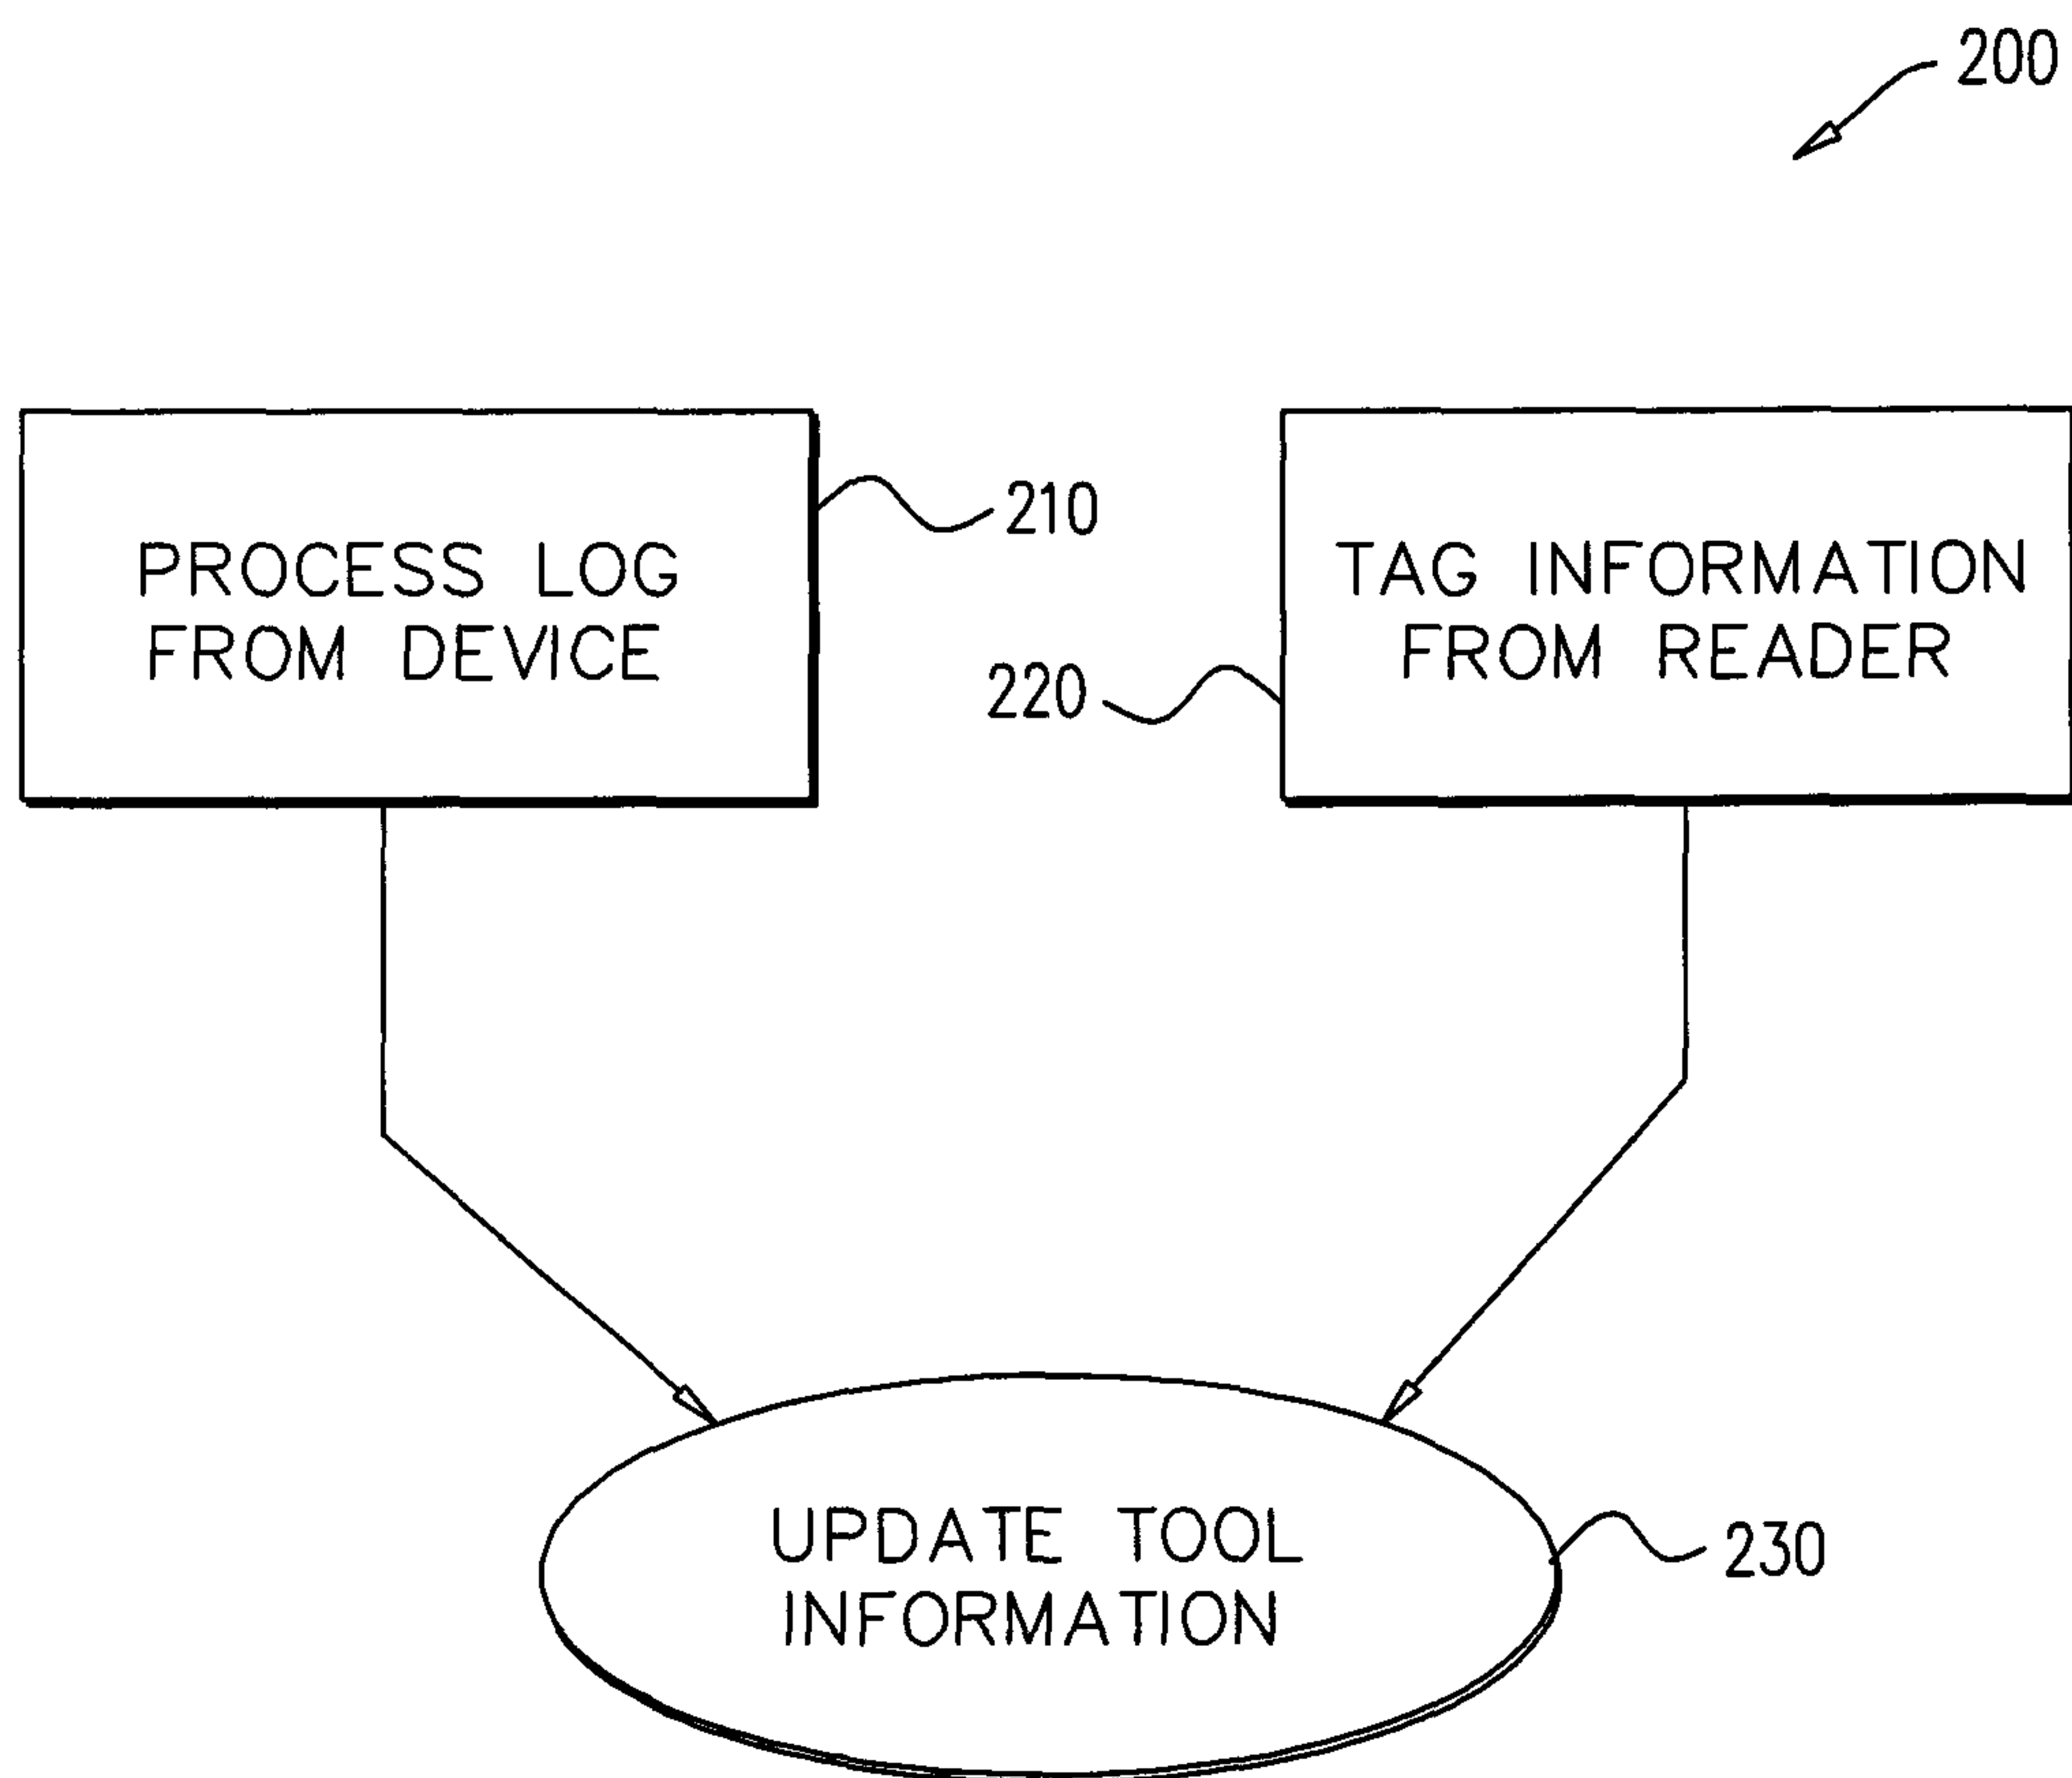 200
PROCESS LOG
FROM DEVICE
210
TAG INFORMATION
FROM READER
220
UPDATE TOOL
INFORMATION
230